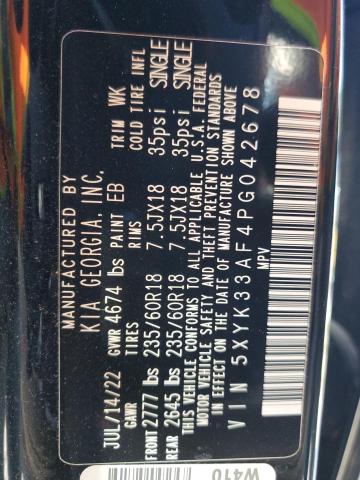 MANUFACTURED BY
KIA GEORGIA, INC.
JUL/14/22 GVWR 4674 lbs PAINT EB TRIM WK
GAWR TIRES COLD TIRE INFL
FRONT 2777 lbs 235/60R18 7.5JX18 35psi SINGLE
REAR 2645 lbs 235/60R18 7.5JX18 35psi SINGLE
THIS VEHICLE CONFORMS TO ALL APPLICABLE U.S.A. FEDERAL
MOTOR VEHICLE SAFETY AND THEFT PREVENTION STANDARDS
IN EFFECT ON THE DATE OF MANUFACTURE SHOWN ABOVE
VIN 5XYK33AF4PG042678
MPV
W410